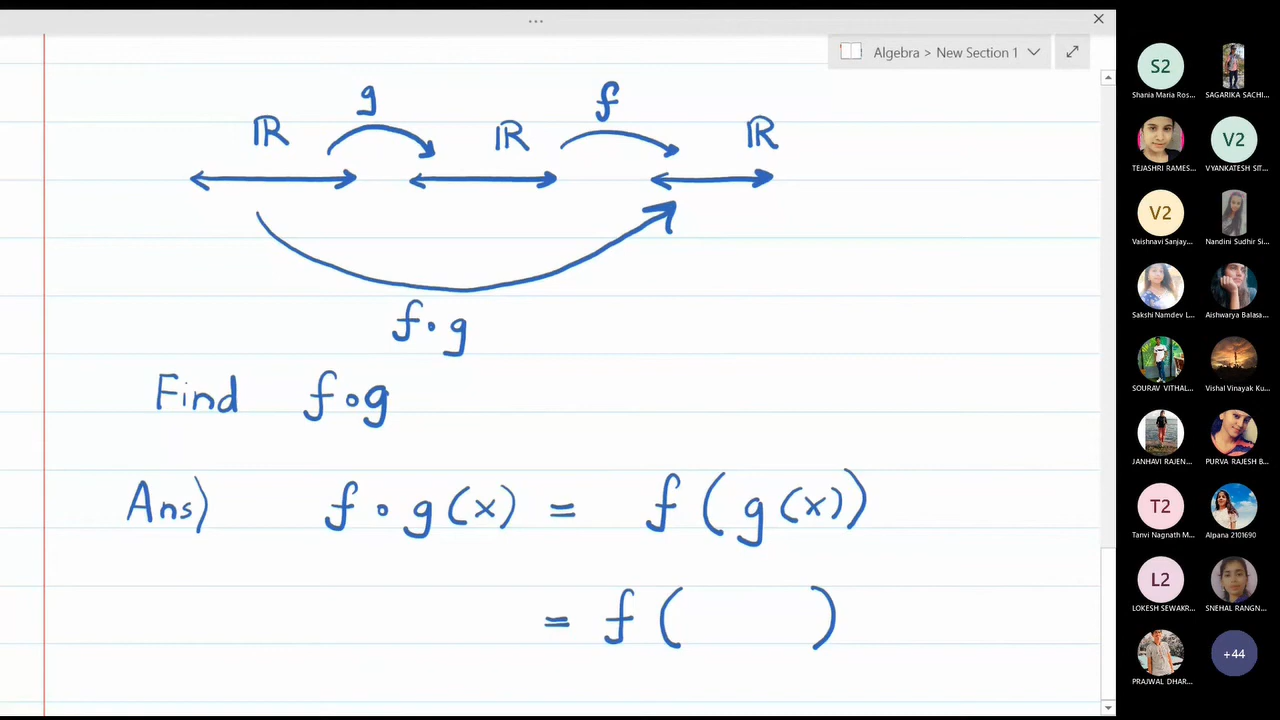 ...
Algebra > New Section 1
g f
ℝ ℝ ℝ
f∘g
Find f∘g
Ans) f∘g(x) = f(g(x))
= f( )
S2
Shania Maria Ros... SAGARIKA SACHI...
V2
TEJASHRI RAMES... VYANKATESH SIT...
V2
Vaishnavi Sanjay... Nandini Sudhir Si...
Sakshi Namdev L... Aishwarya Balasa...
SOURAV VITHAL... Vishal Vinayak Ku...
JANHAVI RAJEN... PURVA RAJESH B...
T2
Tanvi Nagnath M... Alpana 2101690
L2
LOKESH SEWAKR... SNEHAL RANGN...
+44
PRAJWAL DHAR...